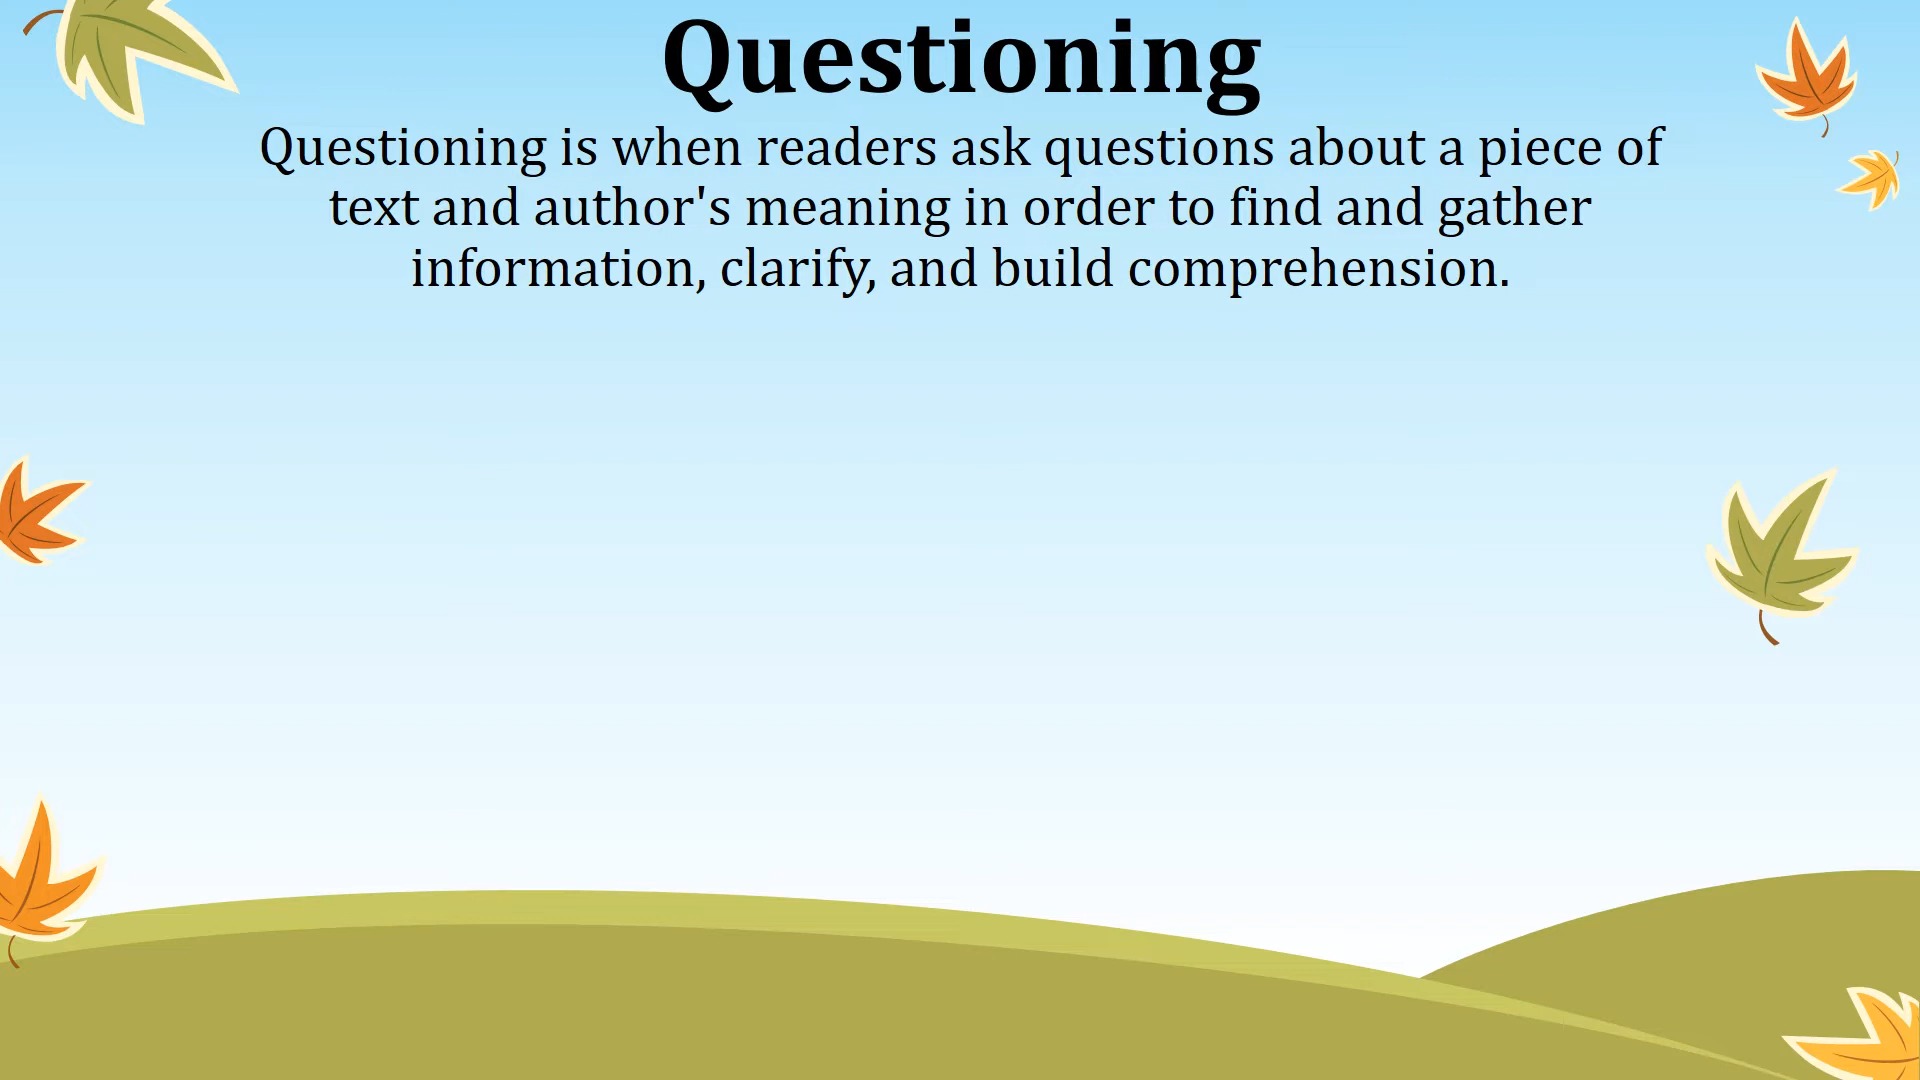 Questioning
Questioning is when readers ask questions about a piece of
text and author's meaning in order to find and gather
information, clarify, and build comprehension.